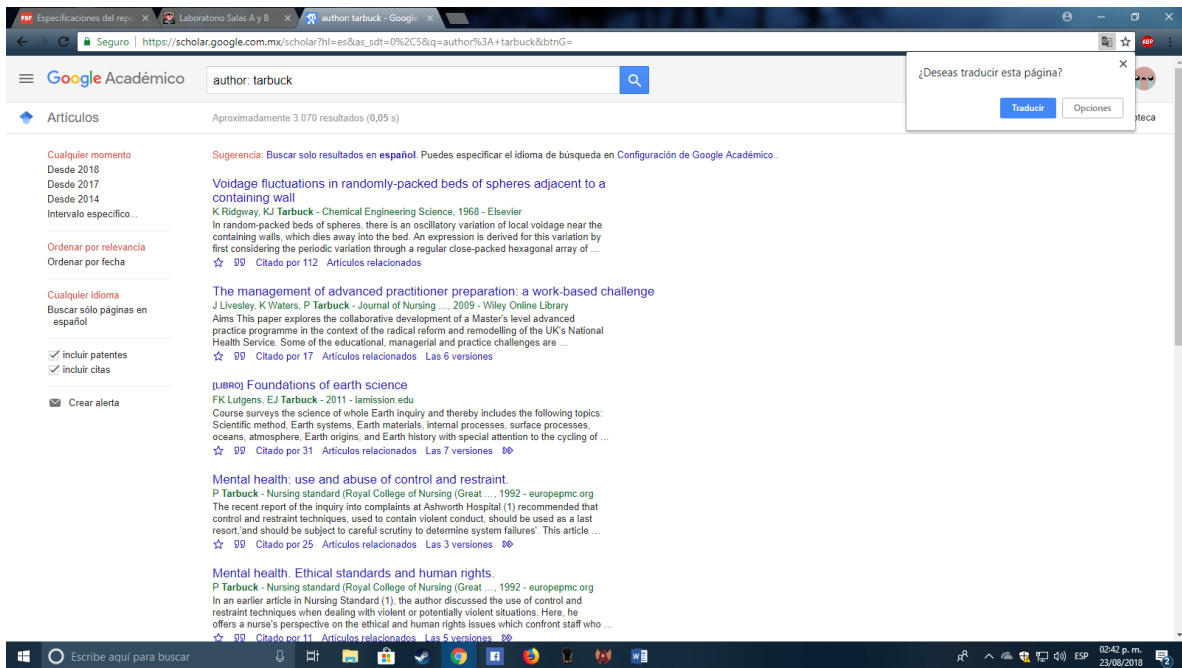 Especificaciones del repo
Laboratorio Salas A y B
author: tarbuck - Google
Seguro | https://scholar.google.com.mx/scholar?hl=es&as_sdt=0%2C5&q=author%3A+tarbuck&btnG=
Google Académico
author: tarbuck
¿Deseas traducir esta página?
Traducir
Opciones
Artículos
Aproximadamente 3.070 resultados (0,05 s)
oteca
Cualquier momento
Desde 2018
Desde 2017
Desde 2014
Intervalo específico...
Ordenar por relevancia
Ordenar por fecha
Cualquier idioma
Buscar sólo páginas en
español
incluir patentes
incluir citas
Crear alerta
Sugerencia: Buscar solo resultados en español. Puedes especificar el idioma de búsqueda en Configuración de Google Académico..
Voidage fluctuations in randomly-packed beds of spheres adjacent to a
containing wall
K Ridgway, KJ Tarbuck - Chemical Engineering Science, 1968 - Elsevier
In random-packed beds of spheres, there is an oscillatory variation of local voidage near the
containing walls, which dies away into the bed. An expression is derived for this variation by
first considering the periodic variation through a regular close-packed hexagonal array of ...
Citado por 112 Artículos relacionados
The management of advanced practitioner preparation: a work-based challenge
J Livesley, K Waters, P Tarbuck - Journal of Nursing ..., 2009 - Wiley Online Library
Aims This paper explores the collaborative development of a Master's level advanced
practice programme in the context of the radical reform and remodelling of the UK's National
Health Service. Some of the educational, managerial and practice challenges are ...
Citado por 17 Artículos relacionados Las 6 versiones
[LIBRO] Foundations of earth science
FK Lutgens, EJ Tarbuck - 2011 - lamission.edu
Course surveys the science of whole Earth inquiry and thereby includes the following topics:
Scientific method, Earth systems, Earth materials, internal processes, surface processes,
oceans, atmosphere, Earth origins, and Earth history with special attention to the cycling of ...
Citado por 31 Artículos relacionados Las 7 versiones
Mental health: use and abuse of control and restraint.
P Tarbuck - Nursing standard (Royal College of Nursing (Great ..., 1992 - europepmc.org
The recent report of the inquiry into complaints at Ashworth Hospital (1) recommended that
control and restraint techniques, used to contain violent conduct, should be used as a last
resort,'and should be subject to careful scrutiny to determine system failures'. This article ...
Citado por 25 Artículos relacionados Las 3 versiones
Mental health. Ethical standards and human rights.
P Tarbuck - Nursing standard (Royal College of Nursing (Great ..., 1992 - europepmc.org
In an earlier article in Nursing Standard (1), the author discussed the use of control and
restraint techniques when dealing with violent or potentially violent situations. Here, he
offers a nurse's perspective on the ethical and human rights issues which confront staff who ...
Citado por 11 Artículos relacionados Las 5 versiones
Escribe aquí para buscar
ESP
02:42 p. m.
23/08/2018